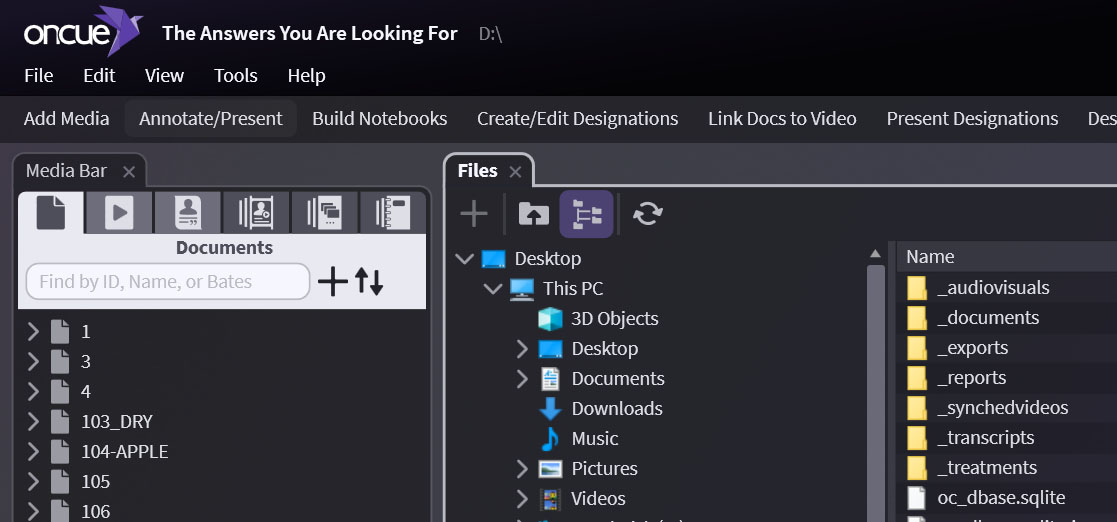 oncue The Answers You Are Looking For D:\
File Edit View Tools Help
Add Media Annotate/Present Build Notebooks Create/Edit Designations Link Docs to Video Present Designations Des
Media Bar
Documents
Find by ID, Name, or Bates
1
3
4
103_DRY
104-APPLE
105
106
Files
Desktop
This PC
3D Objects
Desktop
Documents
Downloads
Music
Pictures
Videos
Name
_audiovisuals
_documents
_exports
_reports
_synchedvideos
_transcripts
_treatments
oc_dbase.sqlite